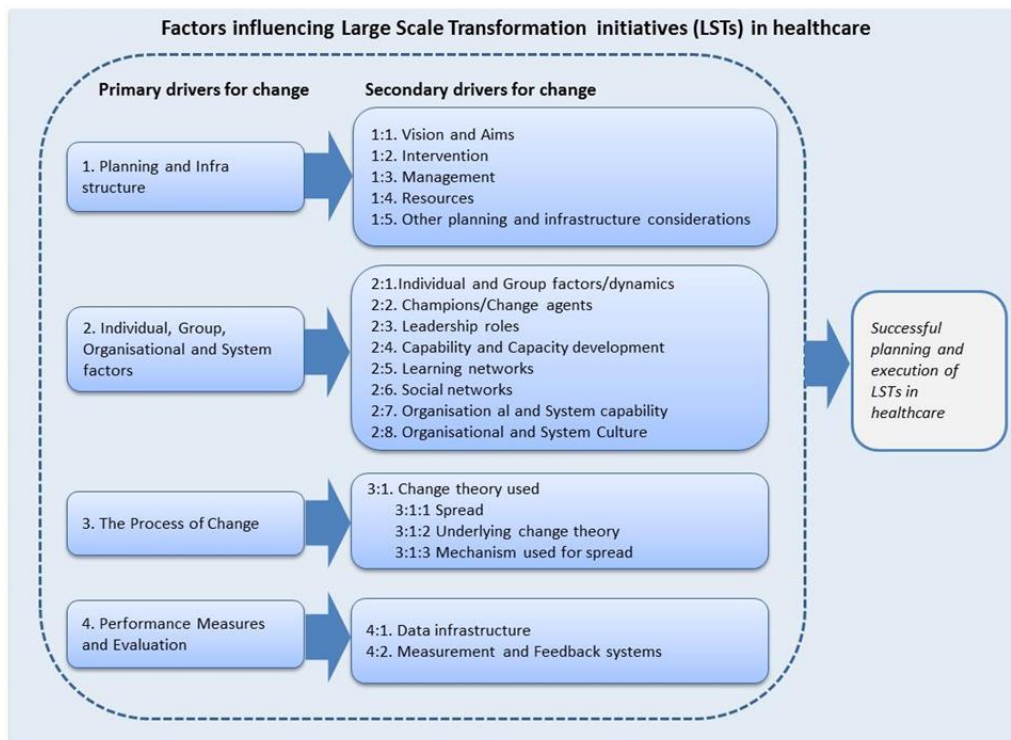 Factors influencing Large Scale Transformation initiatives (LSTs) in healthcare
Primary drivers for change
Secondary drivers for change
1. Planning and Infra
structure
1:1. Vision and Aims
1:2. Intervention
1:3. Management
1:4. Resources
1:5. Other planning and infrastructure considerations
2. Individual, Group,
Organisational and System
factors
2:1.Individual and Group factors/dynamics
2:2. Champions/Change agents
2:3. Leadership roles
2:4. Capability and Capacity development
2:5. Learning networks
2:6. Social networks
2:7. Organisation al and System capability
2:8. Organisational and System Culture
3. The Process of Change
3:1. Change theory used
3:1:1 Spread
3:1:2 Underlying change theory
3:1:3 Mechanism used for spread
4. Performance Measures
and Evaluation
4:1. Data infrastructure
4:2. Measurement and Feedback systems
Successful
planning and
execution of
LSTs in
healthcare